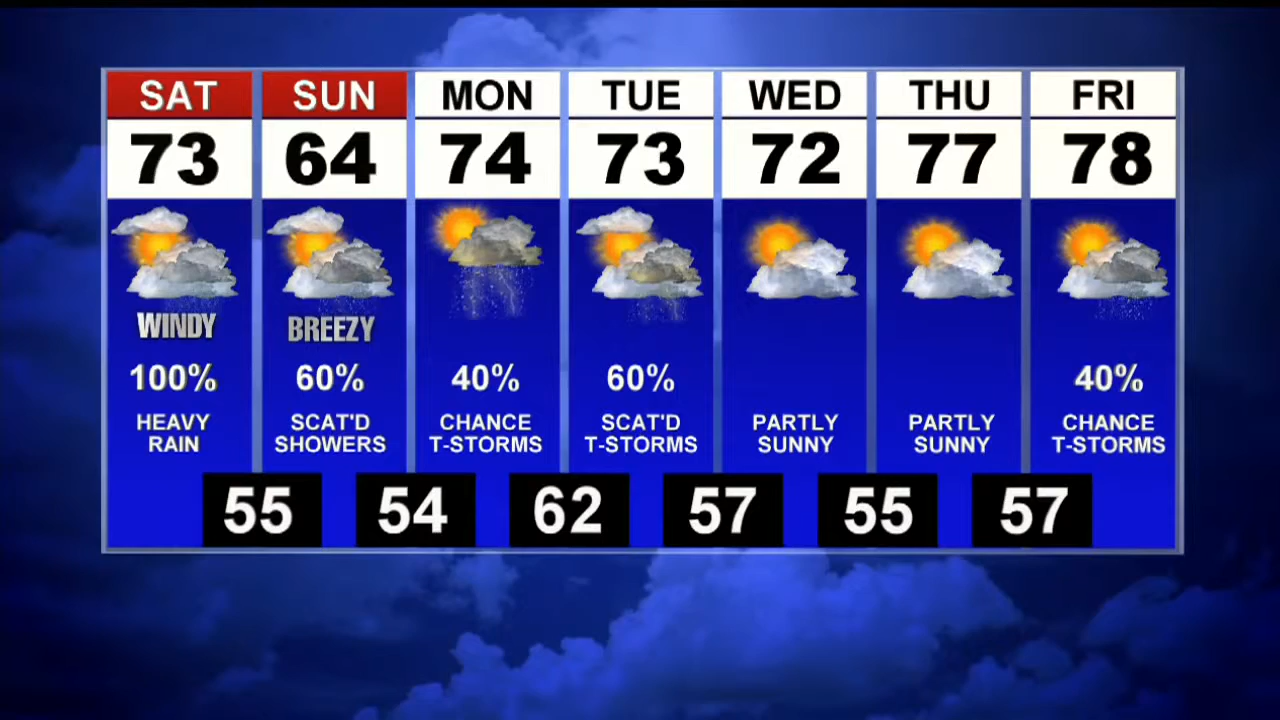 SAT SUN MON TUE WED THU FRI
73 64 74 73 72 77 78
WINDY BREEZY
100% 60% 40% 60% 40%
HEAVY SCAT'D CHANCE SCAT'D PARTLY PARTLY CHANCE
RAIN SHOWERS T-STORMS T-STORMS SUNNY SUNNY T-STORMS
55 54 62 57 55 57